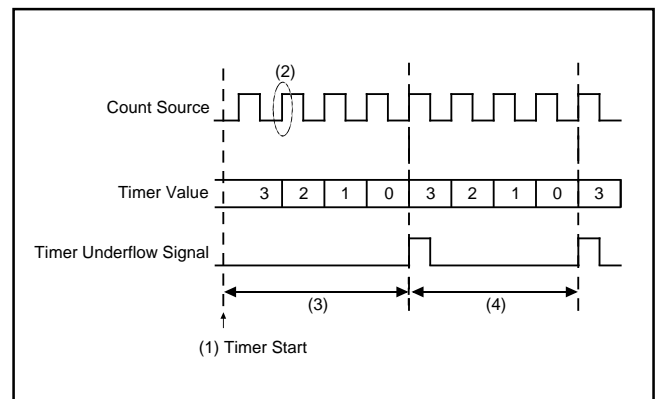 (2)
Count Source
Timer Value 3 2 1 0 3 2 1 0 3
Timer Underflow Signal
(3) (4)
(1) Timer Start